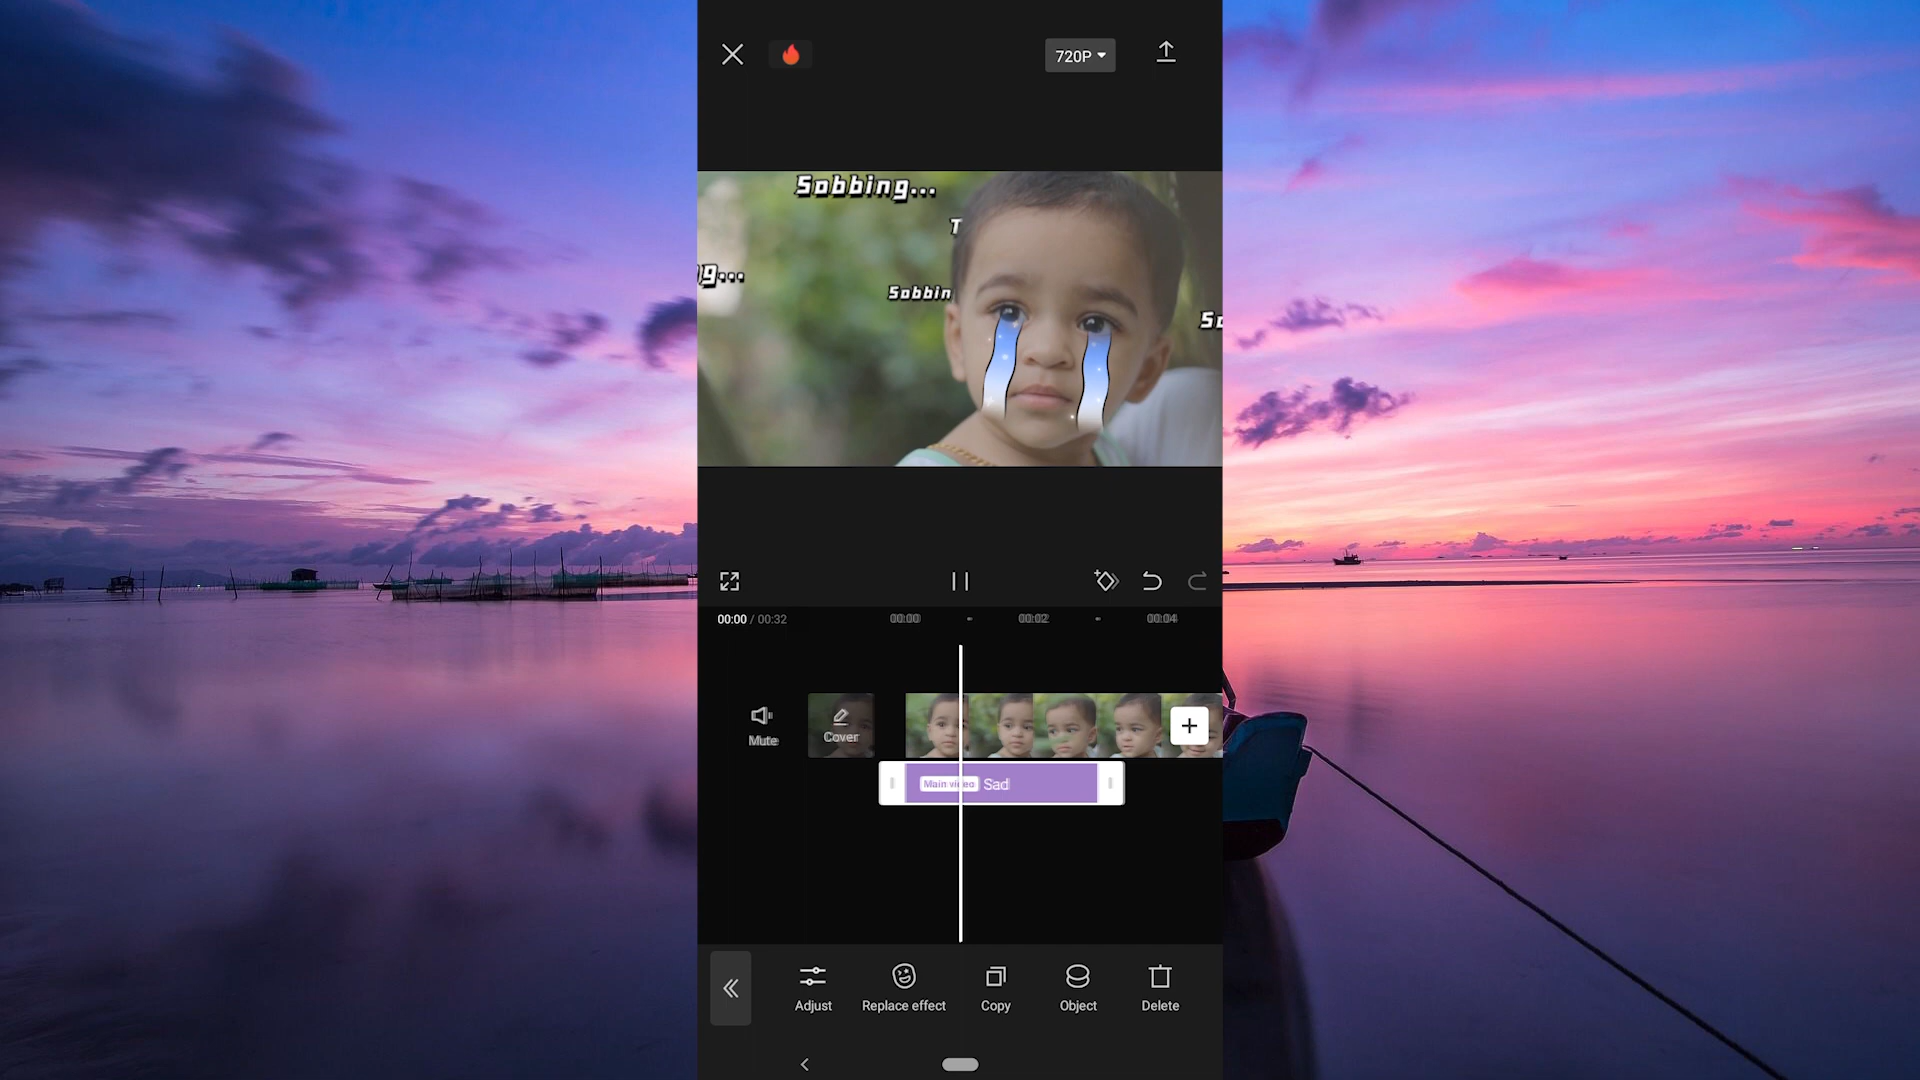 720P
Sobbing...
T
g...
Sobbin
So
00:00 / 00:32
00:00
00:02
00:04
Mute
Cover
Main video
Sad
Adjust
Replace effect
Copy
Object
Delete